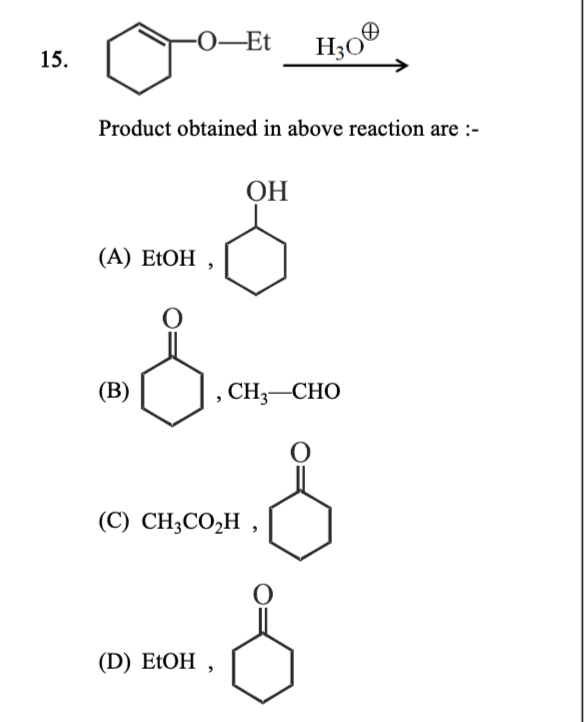 15.
O—Et
H₃O⊕
Product obtained in above reaction are :-
OH
(A) EtOH ,
O
(B) , CH₃—CHO
O
(C) CH₃CO₂H ,
O
(D) EtOH ,